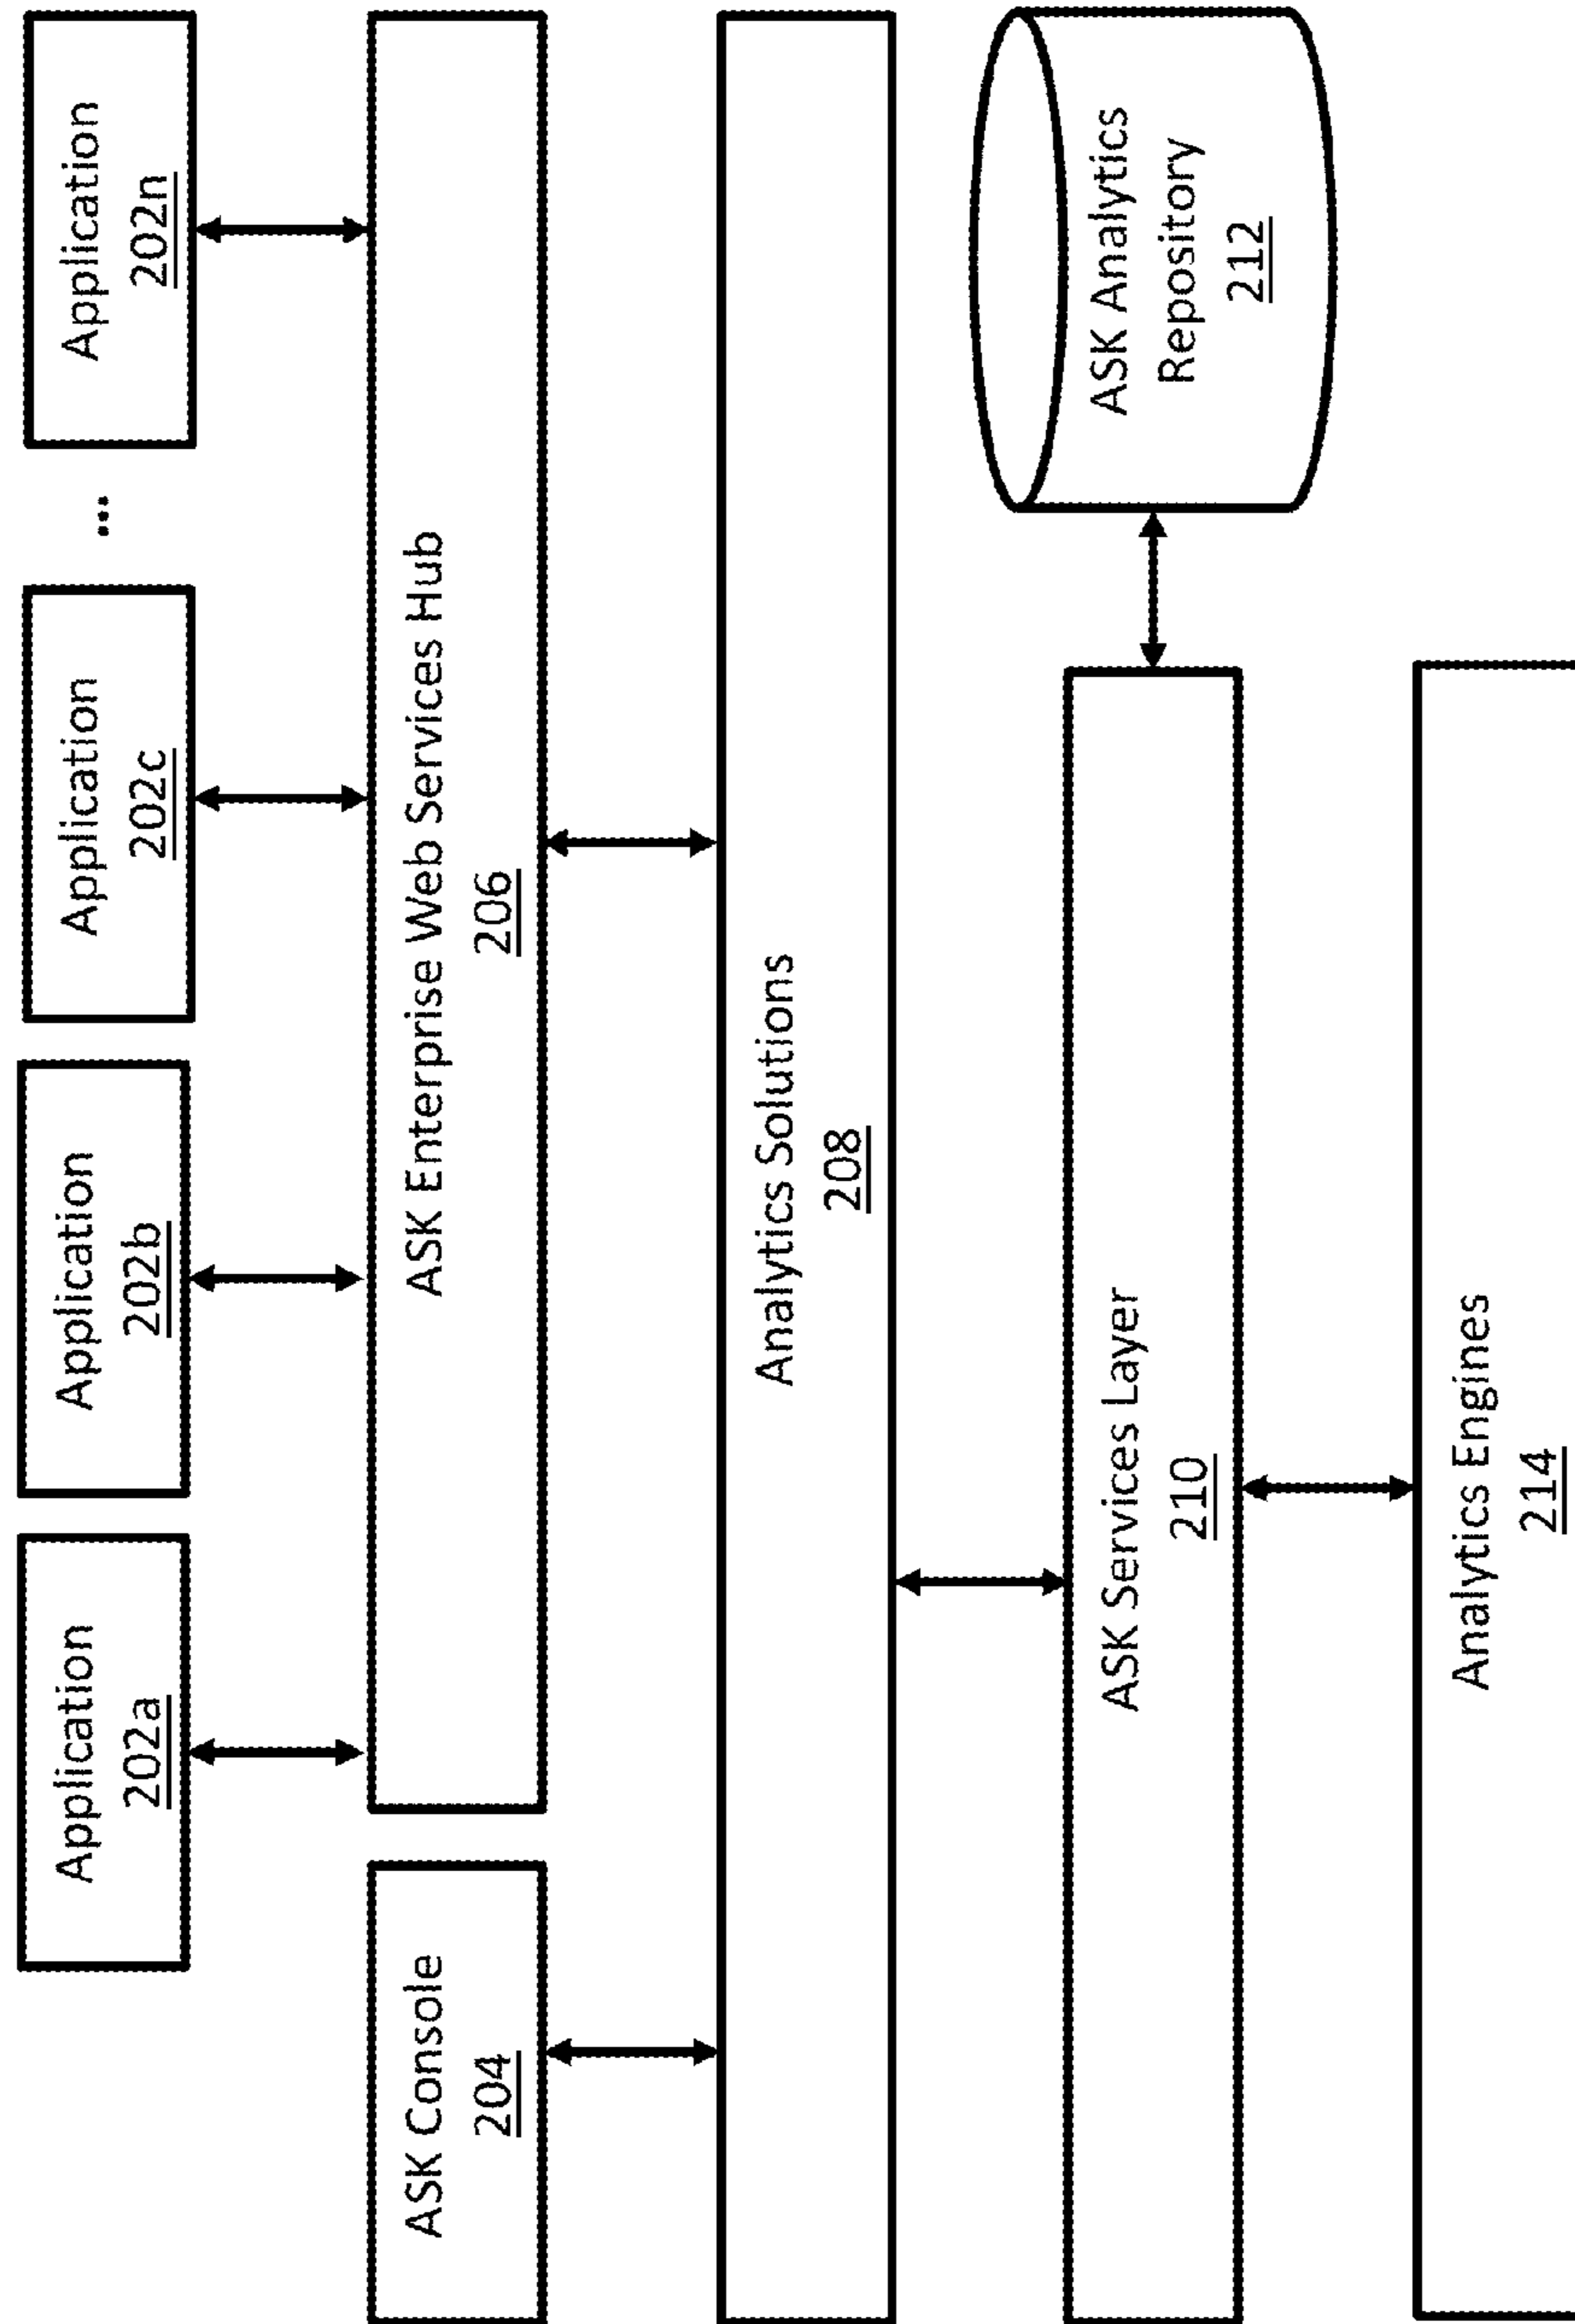 Application
202a
Application
202b
Application
202c
...
Application
202n
ASK Console
204
ASK Enterprise Web Services Hub
206
Analytics Solutions
208
ASK Services Layer
210
ASK Analytics
Repository
212
Analytics Engines
214